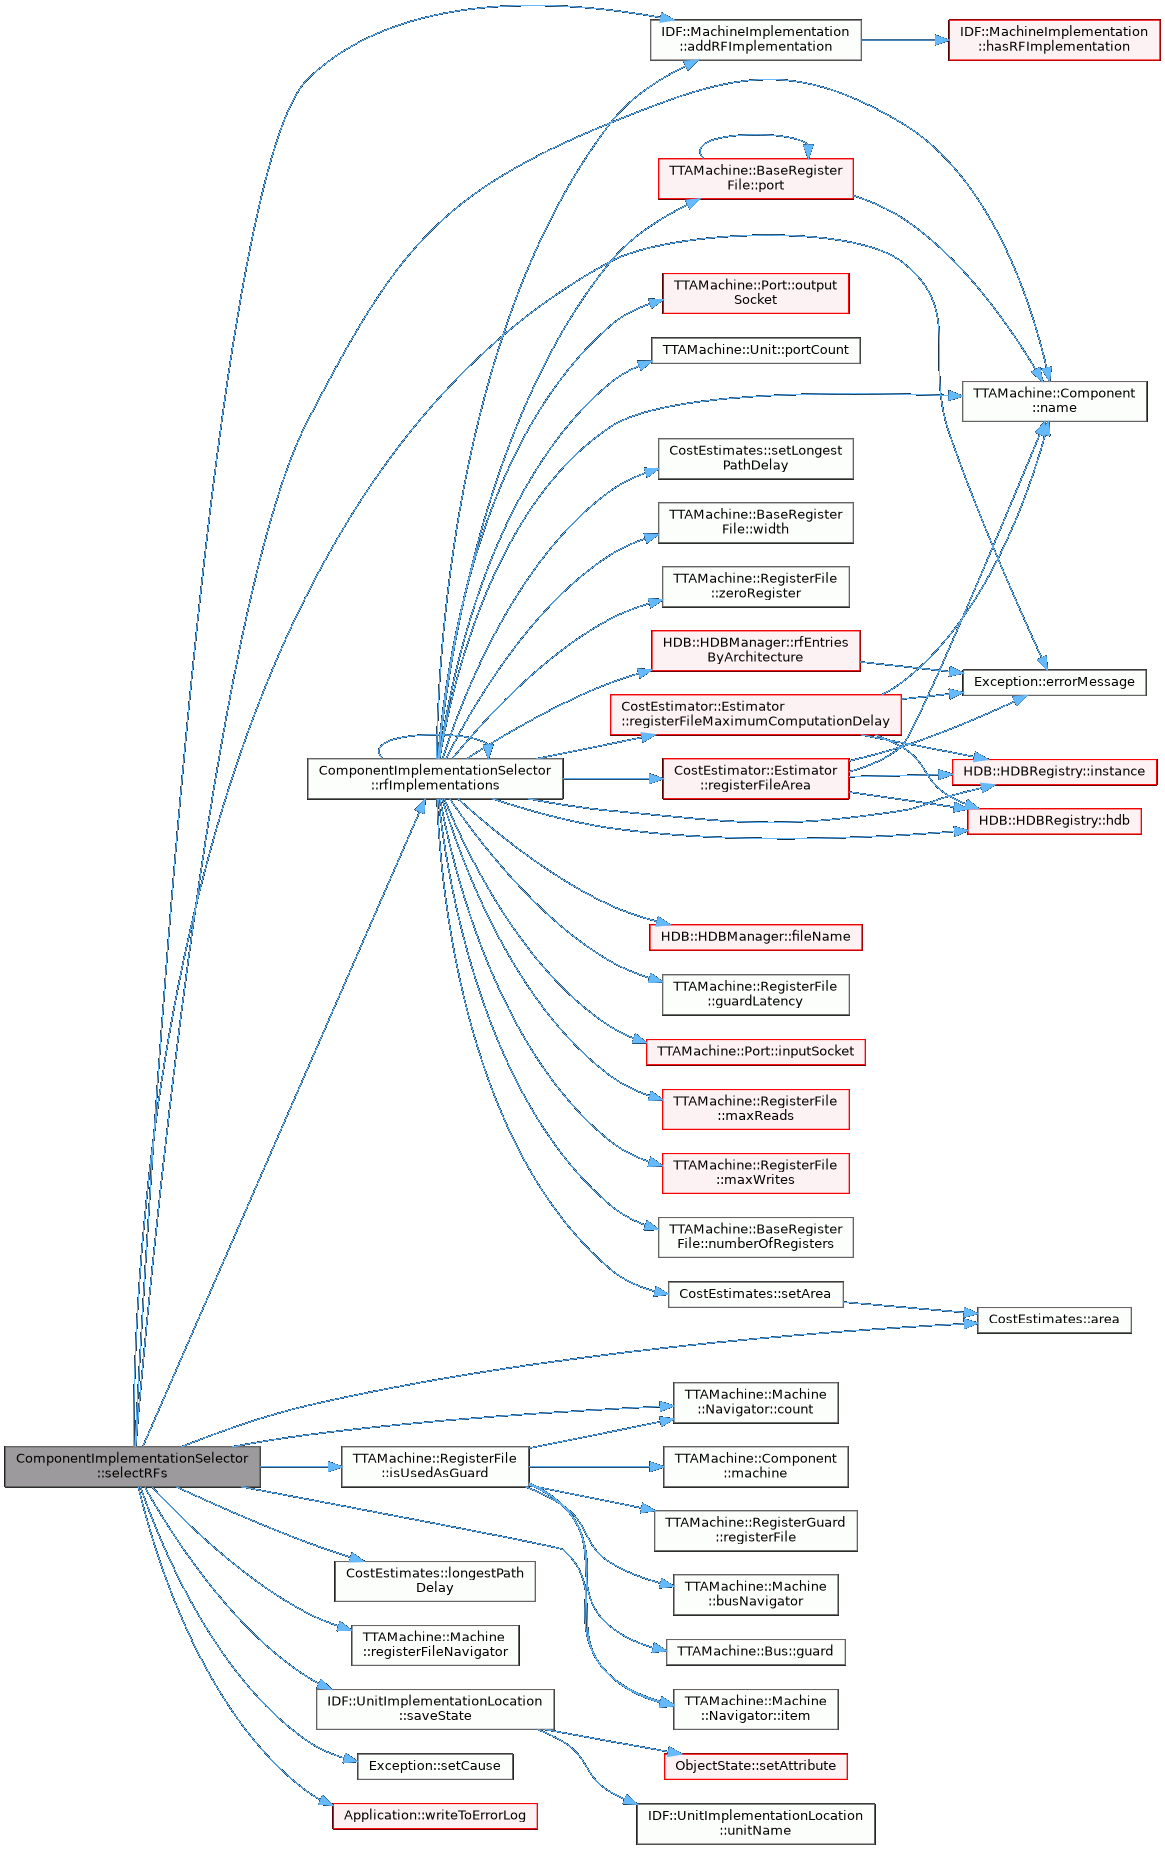 IDF::MachineImplementation
::addRFImplementation
IDF::MachineImplementation
::hasRFImplementation
TTAMachine::BaseRegister
File::port
TTAMachine::Port::output
Socket
TTAMachine::Unit::portCount
TTAMachine::Component
::name
CostEstimates::setLongest
PathDelay
TTAMachine::BaseRegister
File::width
TTAMachine::RegisterFile
::zeroRegister
HDB::HDBManager::rfEntries
ByArchitecture
Exception::errorMessage
CostEstimator::Estimator
::registerFileMaximumComputationDelay
ComponentImplementationSelector
::rfImplementations
CostEstimator::Estimator
::registerFileArea
HDB::HDBRegistry::instance
HDB::HDBRegistry::hdb
HDB::HDBManager::fileName
TTAMachine::RegisterFile
::guardLatency
TTAMachine::Port::inputSocket
TTAMachine::RegisterFile
::maxReads
TTAMachine::RegisterFile
::maxWrites
TTAMachine::BaseRegister
File::numberOfRegisters
CostEstimates::setArea
CostEstimates::area
TTAMachine::Machine
::Navigator::count
ComponentImplementationSelector
::selectRFs
TTAMachine::RegisterFile
::isUsedAsGuard
TTAMachine::Component
::machine
TTAMachine::RegisterGuard
::registerFile
CostEstimates::longestPath
Delay
TTAMachine::Machine
::busNavigator
TTAMachine::Machine
::registerFileNavigator
TTAMachine::Bus::guard
IDF::UnitImplementationLocation
::saveState
TTAMachine::Machine
::Navigator::item
Exception::setCause
ObjectState::setAttribute
Application::writeToErrorLog
IDF::UnitImplementationLocation
::unitName